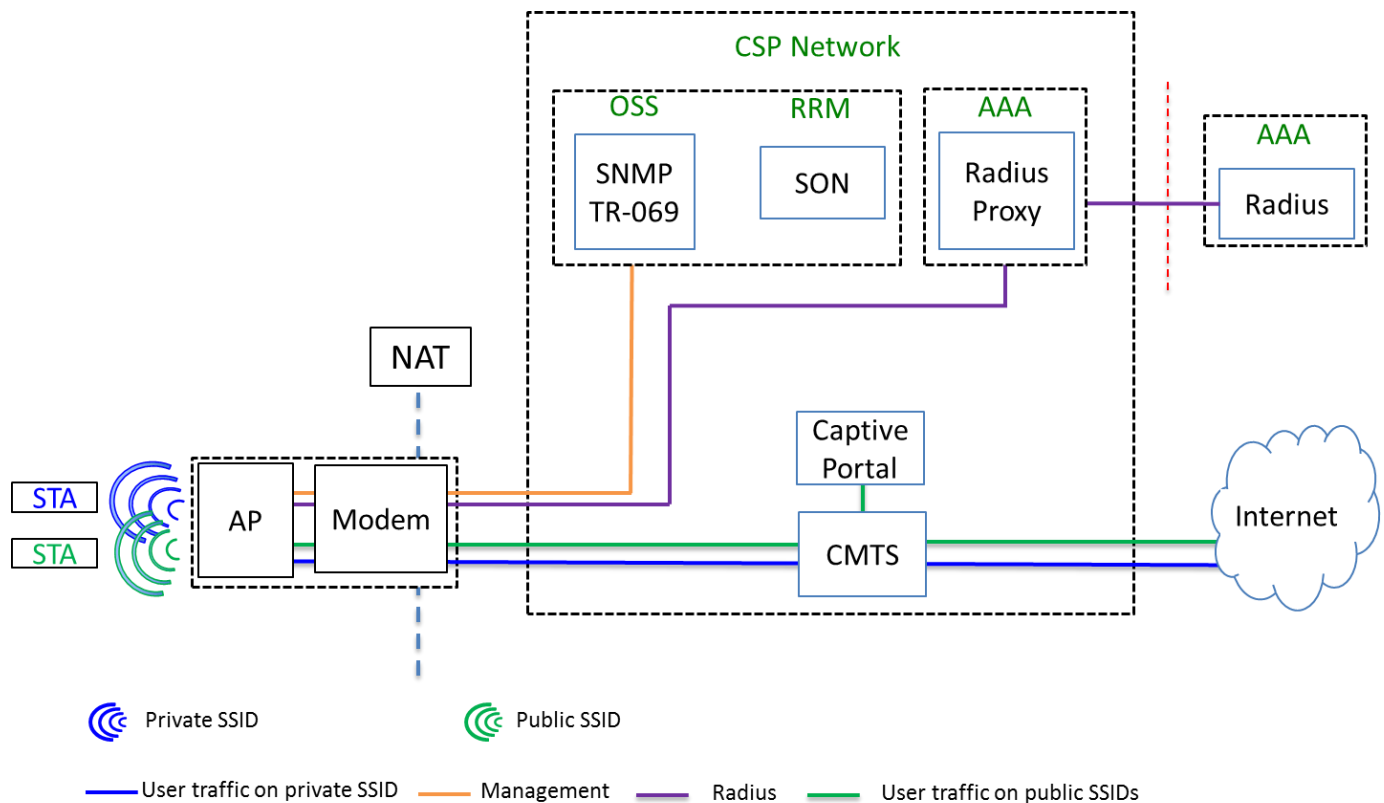 CSP Network
OSS
RRM
AAA
SNMP
TR-069
SON
Radius
Proxy
AAA
Radius
NAT
Captive
Portal
STA
STA
AP
Modem
CMTS
Internet
Private SSID
Public SSID
User traffic on private SSID
Management
Radius
User traffic on public SSIDs